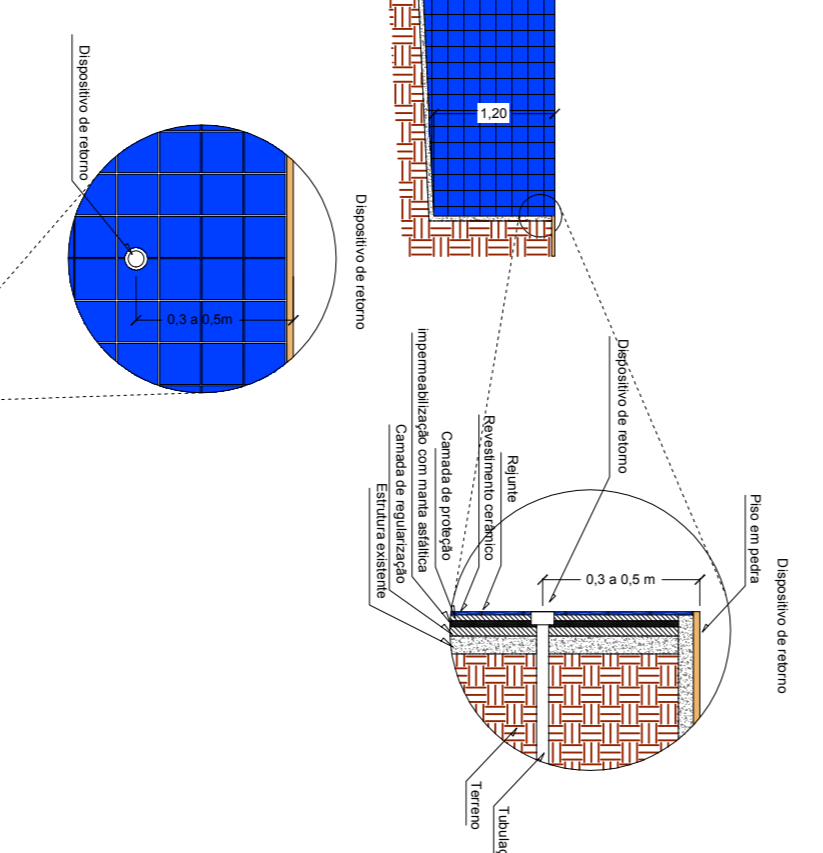 1,20
Dispositivo de retorno
Dispositivo de retorno
0,3 a 0,5m
Dispositivo de retorno
Piso em pedra
Dispositivo de retorno
0,3 a 0,5 m
Rejunte
Revestimento cerâmico
Camada de proteção
impermeabilização com manta asfáltica
Camada de regularização
Estrutura existente
Tubulaç
Terreno